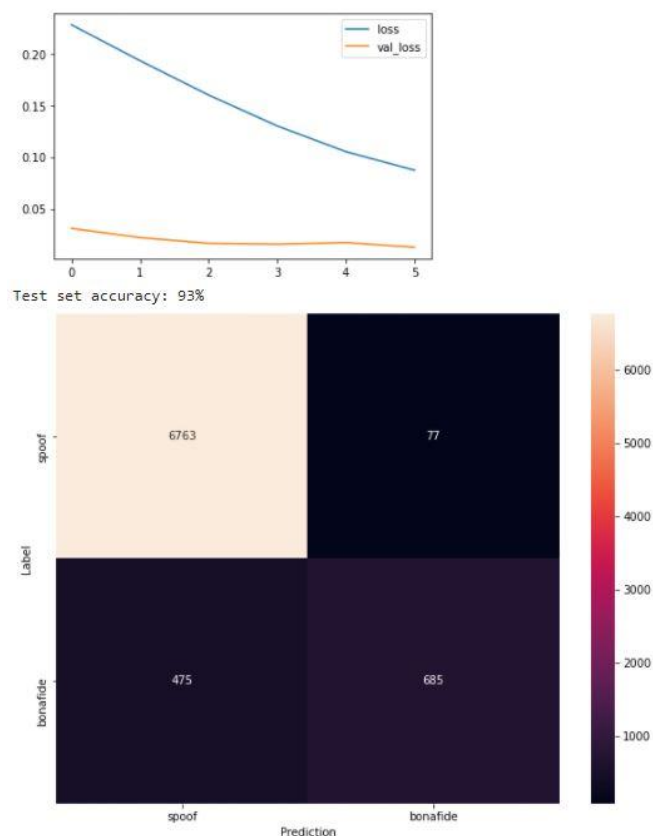 loss
val_loss
0.20
0.15
0.10
0.05
0 1 2 3 4 5
Test set accuracy: 93%
6763 77
475 685
spoof
bonafide
Label
spoof bonafide
Prediction
6000
5000
4000
3000
2000
1000